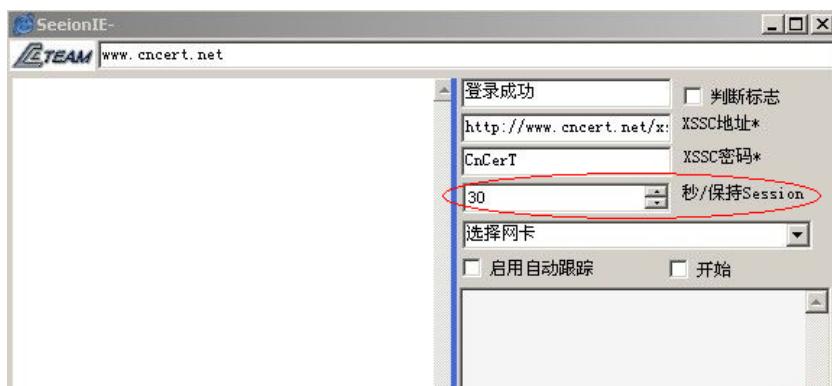 SeeionIE-
TEAM www.cncert.net
登录成功 判断标志
http://www.cncert.net/x XSSC地址*
CnCerT XSSC密码*
30 秒/保持Session
选择网卡
启用自动跟踪 开始